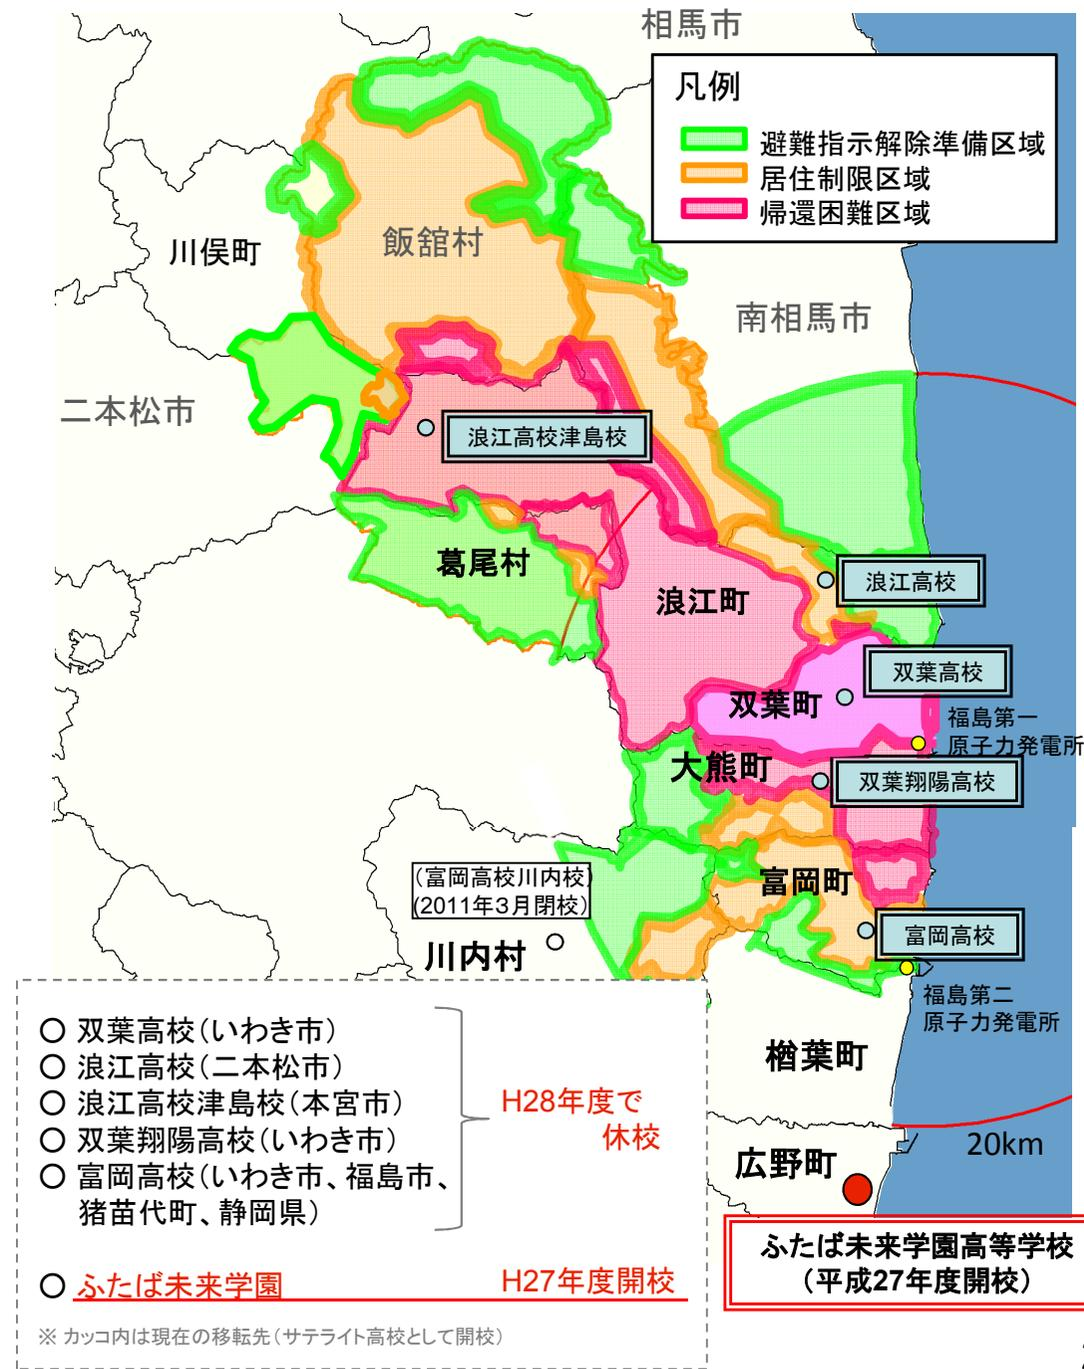 相馬市
凡例
避難指示解除準備区域
居住制限区域
帰還困難区域
川俣町
飯舘村
南相馬市
二本松市
浪江高校津島校
葛尾村
浪江町
浪江高校
双葉高校
双葉町
福島第一
原子力発電所
大熊町
双葉翔陽高校
（富岡高校川内校）
(2011年３月閉校)
富岡町
富岡高校
川内村
福島第二
原子力発電所
楢葉町
○ 双葉高校（いわき市）
○ 浪江高校（二本松市）
○ 浪江高校津島校（本宮市）
○ 双葉翔陽高校（いわき市）
○ 富岡高校（いわき市、福島市、
猪苗代町、静岡県）
H28年度で
休校
20km
広野町
ふたば未来学園高等学校
（平成27年度開校）
○ ふたば未来学園 H27年度開校
※ カッコ内は現在の移転先（サテライト高校として開校）